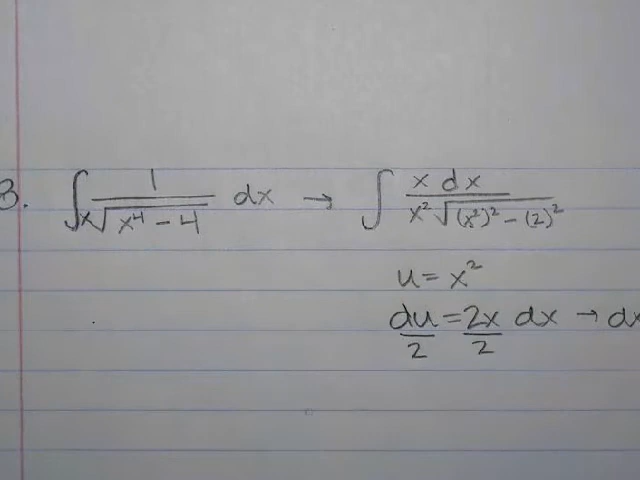 3. ∫ 1/(x√(x⁴ - 4)) dx → ∫ x dx/(x²√((x²)² - (2)²))
u = x²
du/2 = 2x/2 dx → dx